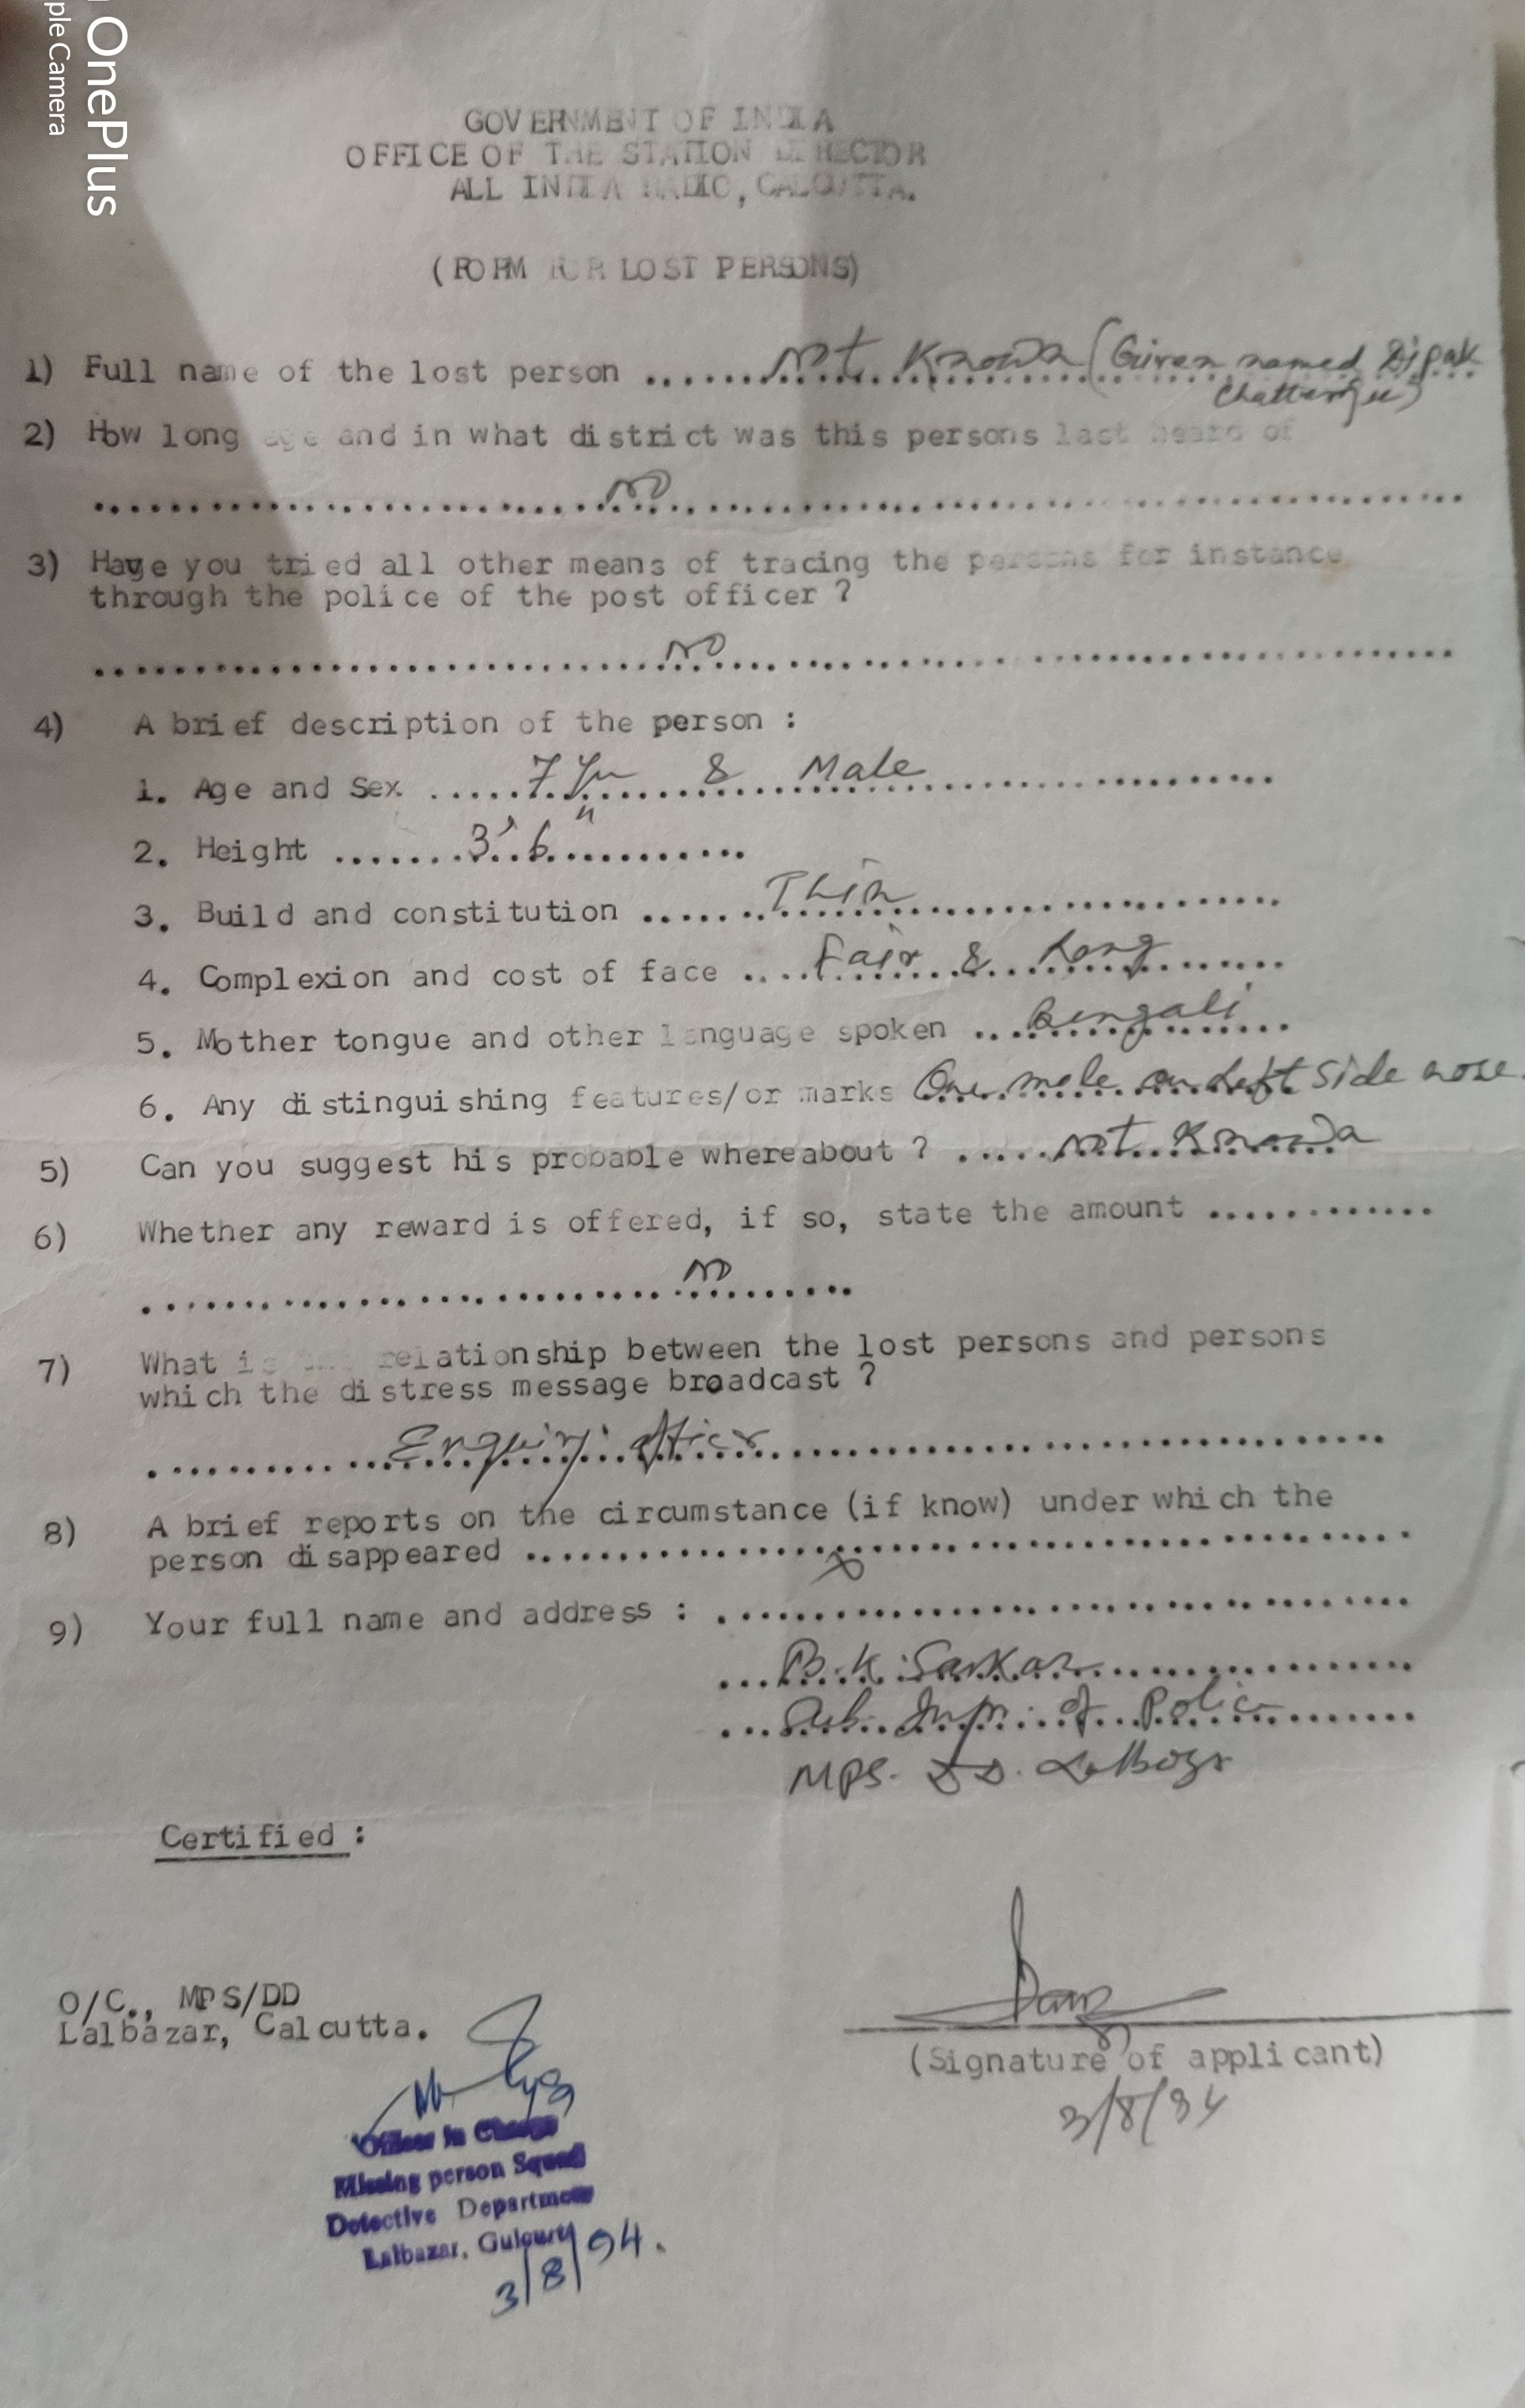 OnePlus
ple Camera
GOVERNMENT OF INDIA
OFFICE OF THE STATION DIRECTOR
ALL INDIA RADIO, CALCUTTA.
(FORM FOR LOST PERSONS)
1) Full name of the lost person ............ Not Known (Given named Dipak
Chatterjee)
2) How long age and in what district was this persons last heard of
............ NO ............
3) Have you tried all other means of tracing the persons for instance
through the police of the post officer ?
............ NO ............
4) A brief description of the person :
1. Age and Sex ..... 7 Yrs & Male ............
2. Height ....... 3' 6" ............
3. Build and constitution ...... Thin ............
4. Complexion and cost of face .... Fair & Long ............
5. Mother tongue and other language spoken ... Bengali ......
6. Any distinguishing features/or marks One mole on left side nose.
5) Can you suggest his probable whereabout ? ..... Not Known
6) Whether any reward is offered, if so, state the amount ............
............ NO ............
7) What is the relationship between the lost persons and persons
which the distress message broadcast ?
............ Enquiry officer ............
8) A brief reports on the circumstance (if know) under which the
person disappeared ............
9) Your full name and address : ............
... B.K. Sarkar ............
... Sub. Inspr. of Police ............
MPS. DD. Lalbazar
Certified :
O/C., MPS/DD
Lalbazar, Calcutta.
(Signature of applicant)
3/8/94
Officer in Charge
Missing person Squad
Detective Department
Lalbazar,
3/8/94.